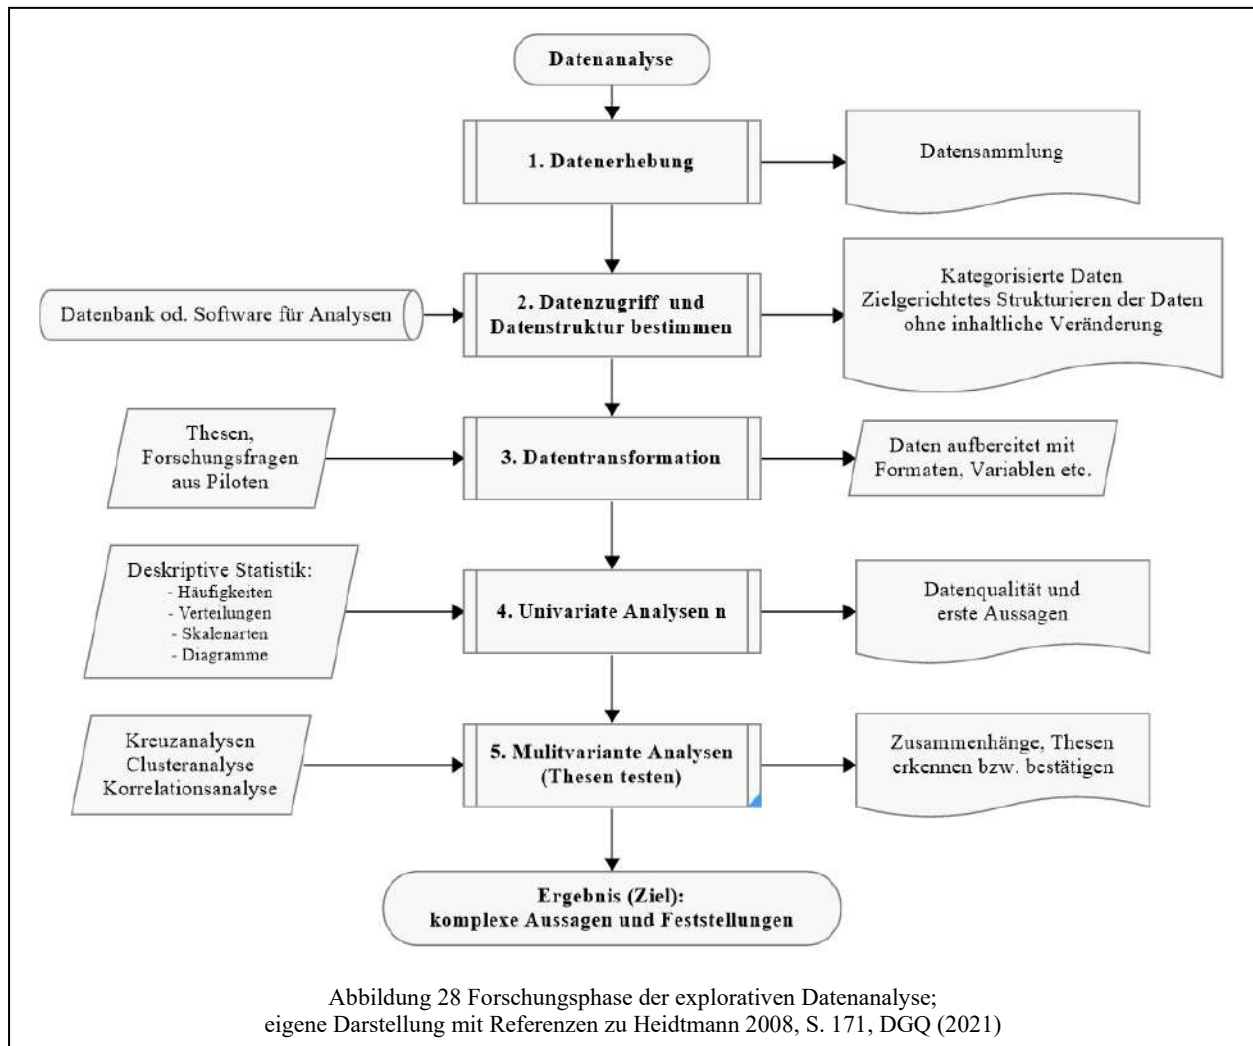 Datenanalyse
1. Datenerhebung
Datensammlung
Datenbank od. Software für Analysen
2. Datenzugriff und
Datenstruktur bestimmen
Kategorisierte Daten
Zielgerichtetes Strukturieren der Daten
ohne inhaltliche Veränderung
Thesen,
Forschungsfragen
aus Piloten
3. Datentransformation
Daten aufbereitet mit
Formaten, Variablen etc.
Deskriptive Statistik:
- Häufigkeiten
- Verteilungen
- Skalenarten
- Diagramme
4. Univariate Analysen n
Datenqualität und
erste Aussagen
Kreuzanalysen
Clusteranalyse
Korrelationsanalyse
5. Mulitvariante Analysen
(Thesen testen)
Zusammenhänge, Thesen
erkennen bzw. bestätigen
Ergebnis (Ziel):
komplexe Aussagen und Feststellungen
Abbildung 28 Forschungsphase der explorativen Datenanalyse;
eigene Darstellung mit Referenzen zu Heidtmann 2008, S. 171, DGQ (2021)